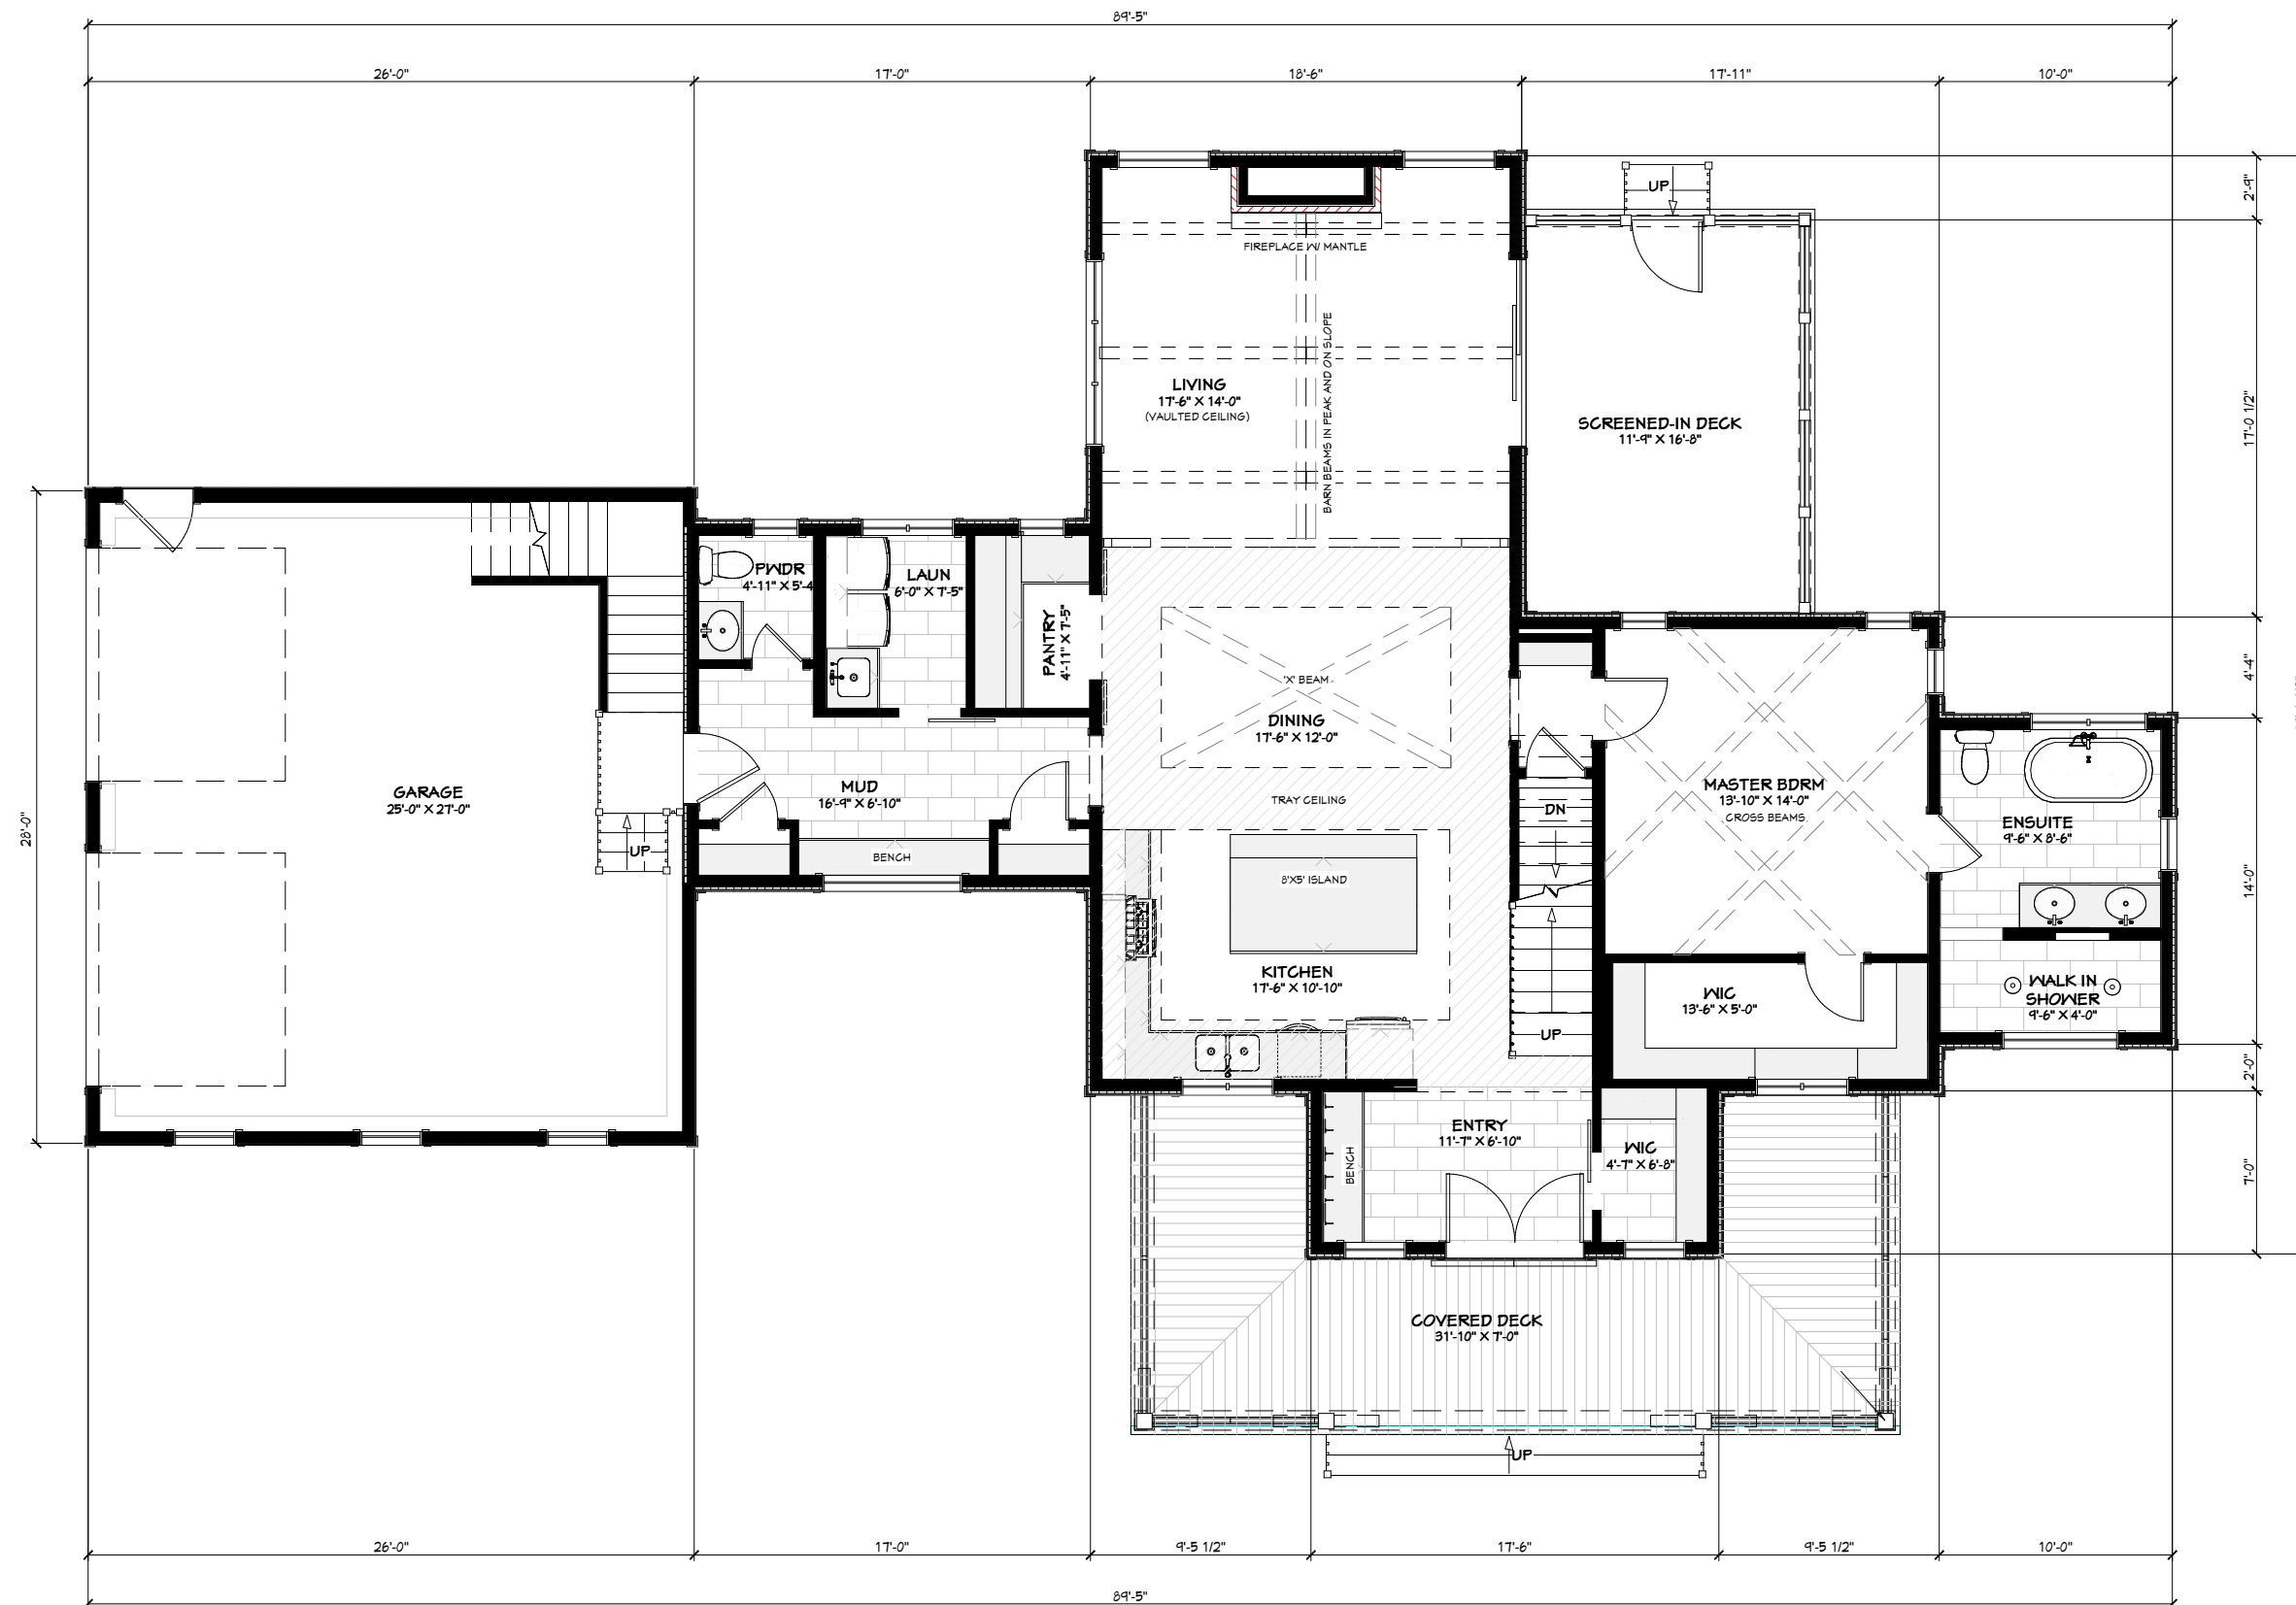 89'-5"
26'-0"
17'-0"
18'-6"
17'-11"
10'-0"
UP
2'-9"
FIREPLACE W/ MANTLE
BARN BEAMS IN PEAK AND ON SLOPE
LIVING
17'-6" X 14'-0"
(VAULTED CEILING)
SCREENED-IN DECK
11'-9" X 16'-8"
17'-0 1/2"
PWDR
4'-11" X 5'-4
LAUN
6'-0" X 7'-5"
PANTRY
4'-11" X 7'-5"
'X' BEAM
DINING
17'-6" X 12'-0"
TRAY CEILING
4'-4"
GARAGE
25'-0" X 27'-0"
28'-0"
UP
MUD
16'-9" X 6'-10"
BENCH
DN
MASTER BDRM
13'-10" X 14'-0"
CROSS BEAMS
ENSUITE
9'-6" X 8'-6"
14'-0"
8'X5' ISLAND
KITCHEN
17'-6" X 10'-10"
UP
WIC
13'-6" X 5'-0"
WALK IN
SHOWER
9'-6" X 4'-0"
2'-0"
ENTRY
11'-7" X 6'-10"
BENCH
WIC
4'-7" X 6'-8"
7'-0"
COVERED DECK
31'-10" X 7'-0"
UP
26'-0"
17'-0"
9'-5 1/2"
17'-6"
9'-5 1/2"
10'-0"
89'-5"